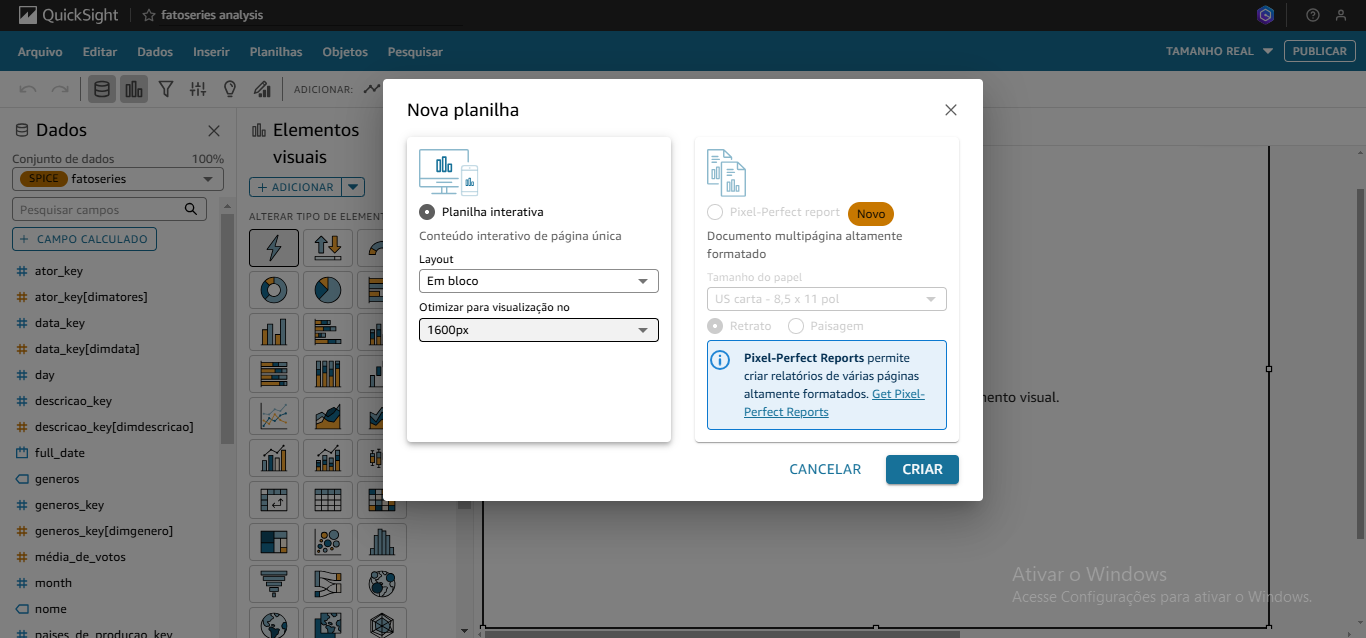 QuickSight
fatoseries analysis
Arquivo Editar Dados Inserir Planilhas Objetos Pesquisar
TAMANHO REAL
PUBLICAR
ADICIONAR:
Dados
Conjunto de dados 100%
SPICE fatoseries
Pesquisar campos
+ CAMPO CALCULADO
ator_key
ator_key[dimatores]
data_key
data_key[dimdata]
day
descricao_key
descricao_key[dimdescricao]
full_date
generos
generos_key
generos_key[dimgenero]
média_de_votos
month
nome
paises_de_producao_key
Elementos
visuais
+ ADICIONAR
ALTERAR TIPO DE ELEMENT
Nova planilha
Planilha interativa
Conteúdo interativo de página única
Layout
Em bloco
Otimizar para visualização no
1600px
Pixel-Perfect report Novo
Documento multipágina altamente
formatado
Tamanho do papel
US carta - 8,5 x 11 pol
Retrato Paisagem
Pixel-Perfect Reports permite
criar relatórios de várias páginas
altamente formatados. Get Pixel-
Perfect Reports
CANCELAR
CRIAR
mento visual.
Ativar o Windows
Acesse Configurações para ativar o Windows.